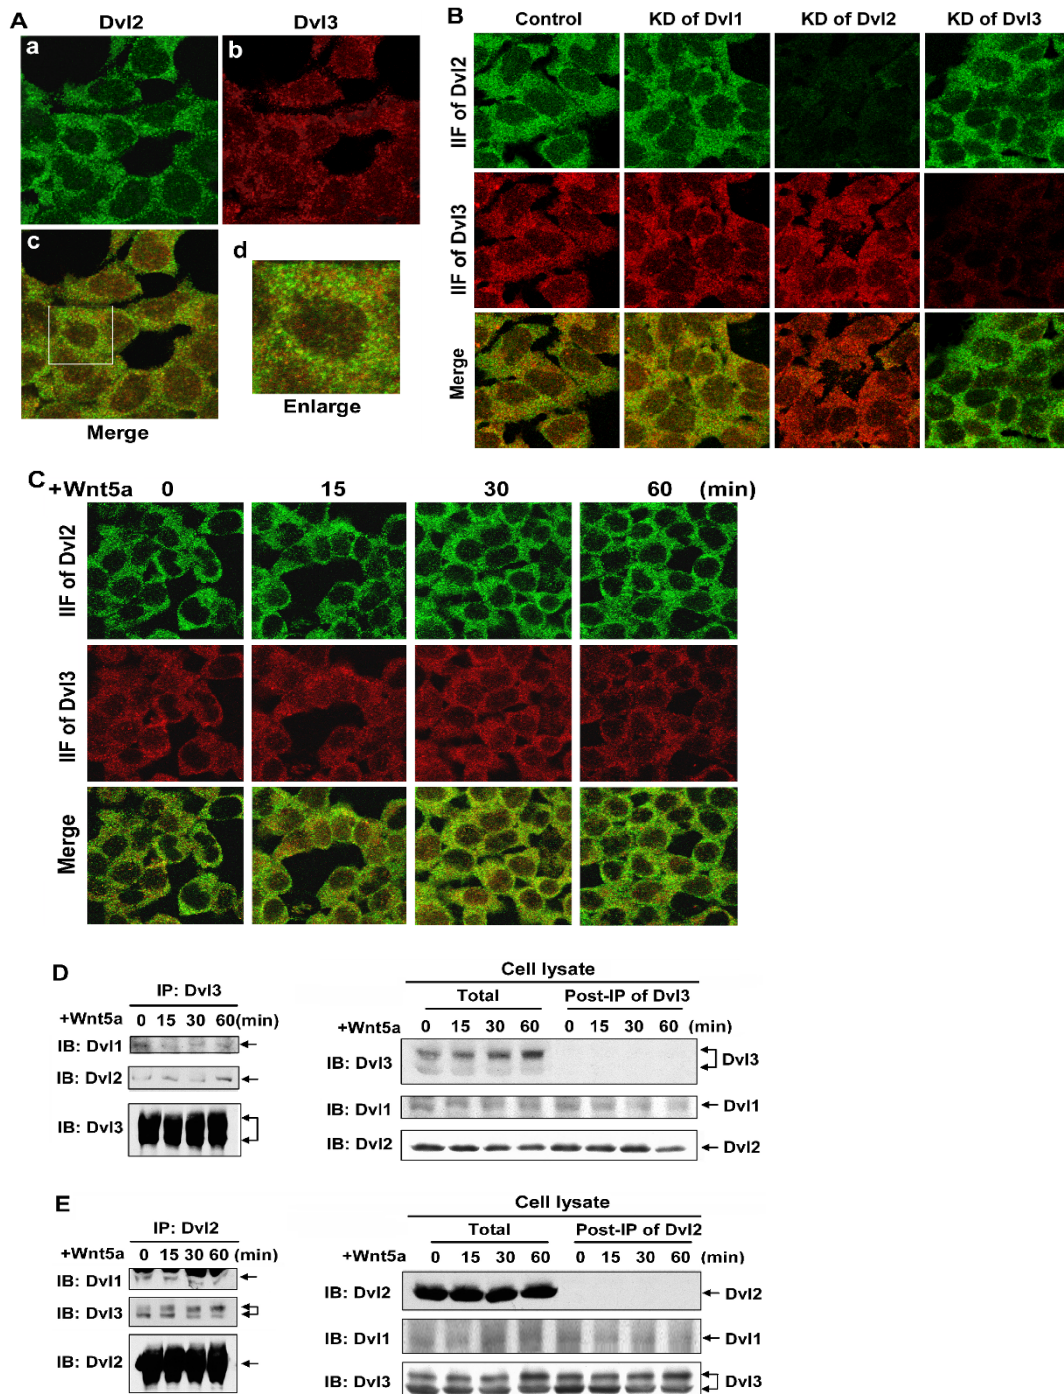 A
Dvl2 Dvl3
a b
c d
Merge
Enlarge
B
Control KD of Dvl1 KD of Dvl2 KD of Dvl3
IIF of Dvl2
IIF of Dvl3
Merge
C
+Wnt5a 0 15 30 60 (min)
IIF of Dvl2
IIF of Dvl3
Merge
D
IP: Dvl3
+Wnt5a
0 15 30 60(min)
IB: Dvl1
IB: Dvl2
IB: Dvl3
Cell lysate
Total Post-IP of Dvl3
+Wnt5a 0 15 30 60 0 15 30 60 (min)
IB: Dvl3 Dvl3
IB: Dvl1 Dvl1
IB: Dvl2 Dvl2
E
IP: Dvl2
+Wnt5a 0 15 30 60 (min)
IB: Dvl1
IB: Dvl3
IB: Dvl2
Cell lysate
Total Post-IP of Dvl2
+Wnt5a 0 15 30 60 0 15 30 60 (min)
IB: Dvl2 Dvl2
IB: Dvl1 Dvl1
IB: Dvl3 Dvl3